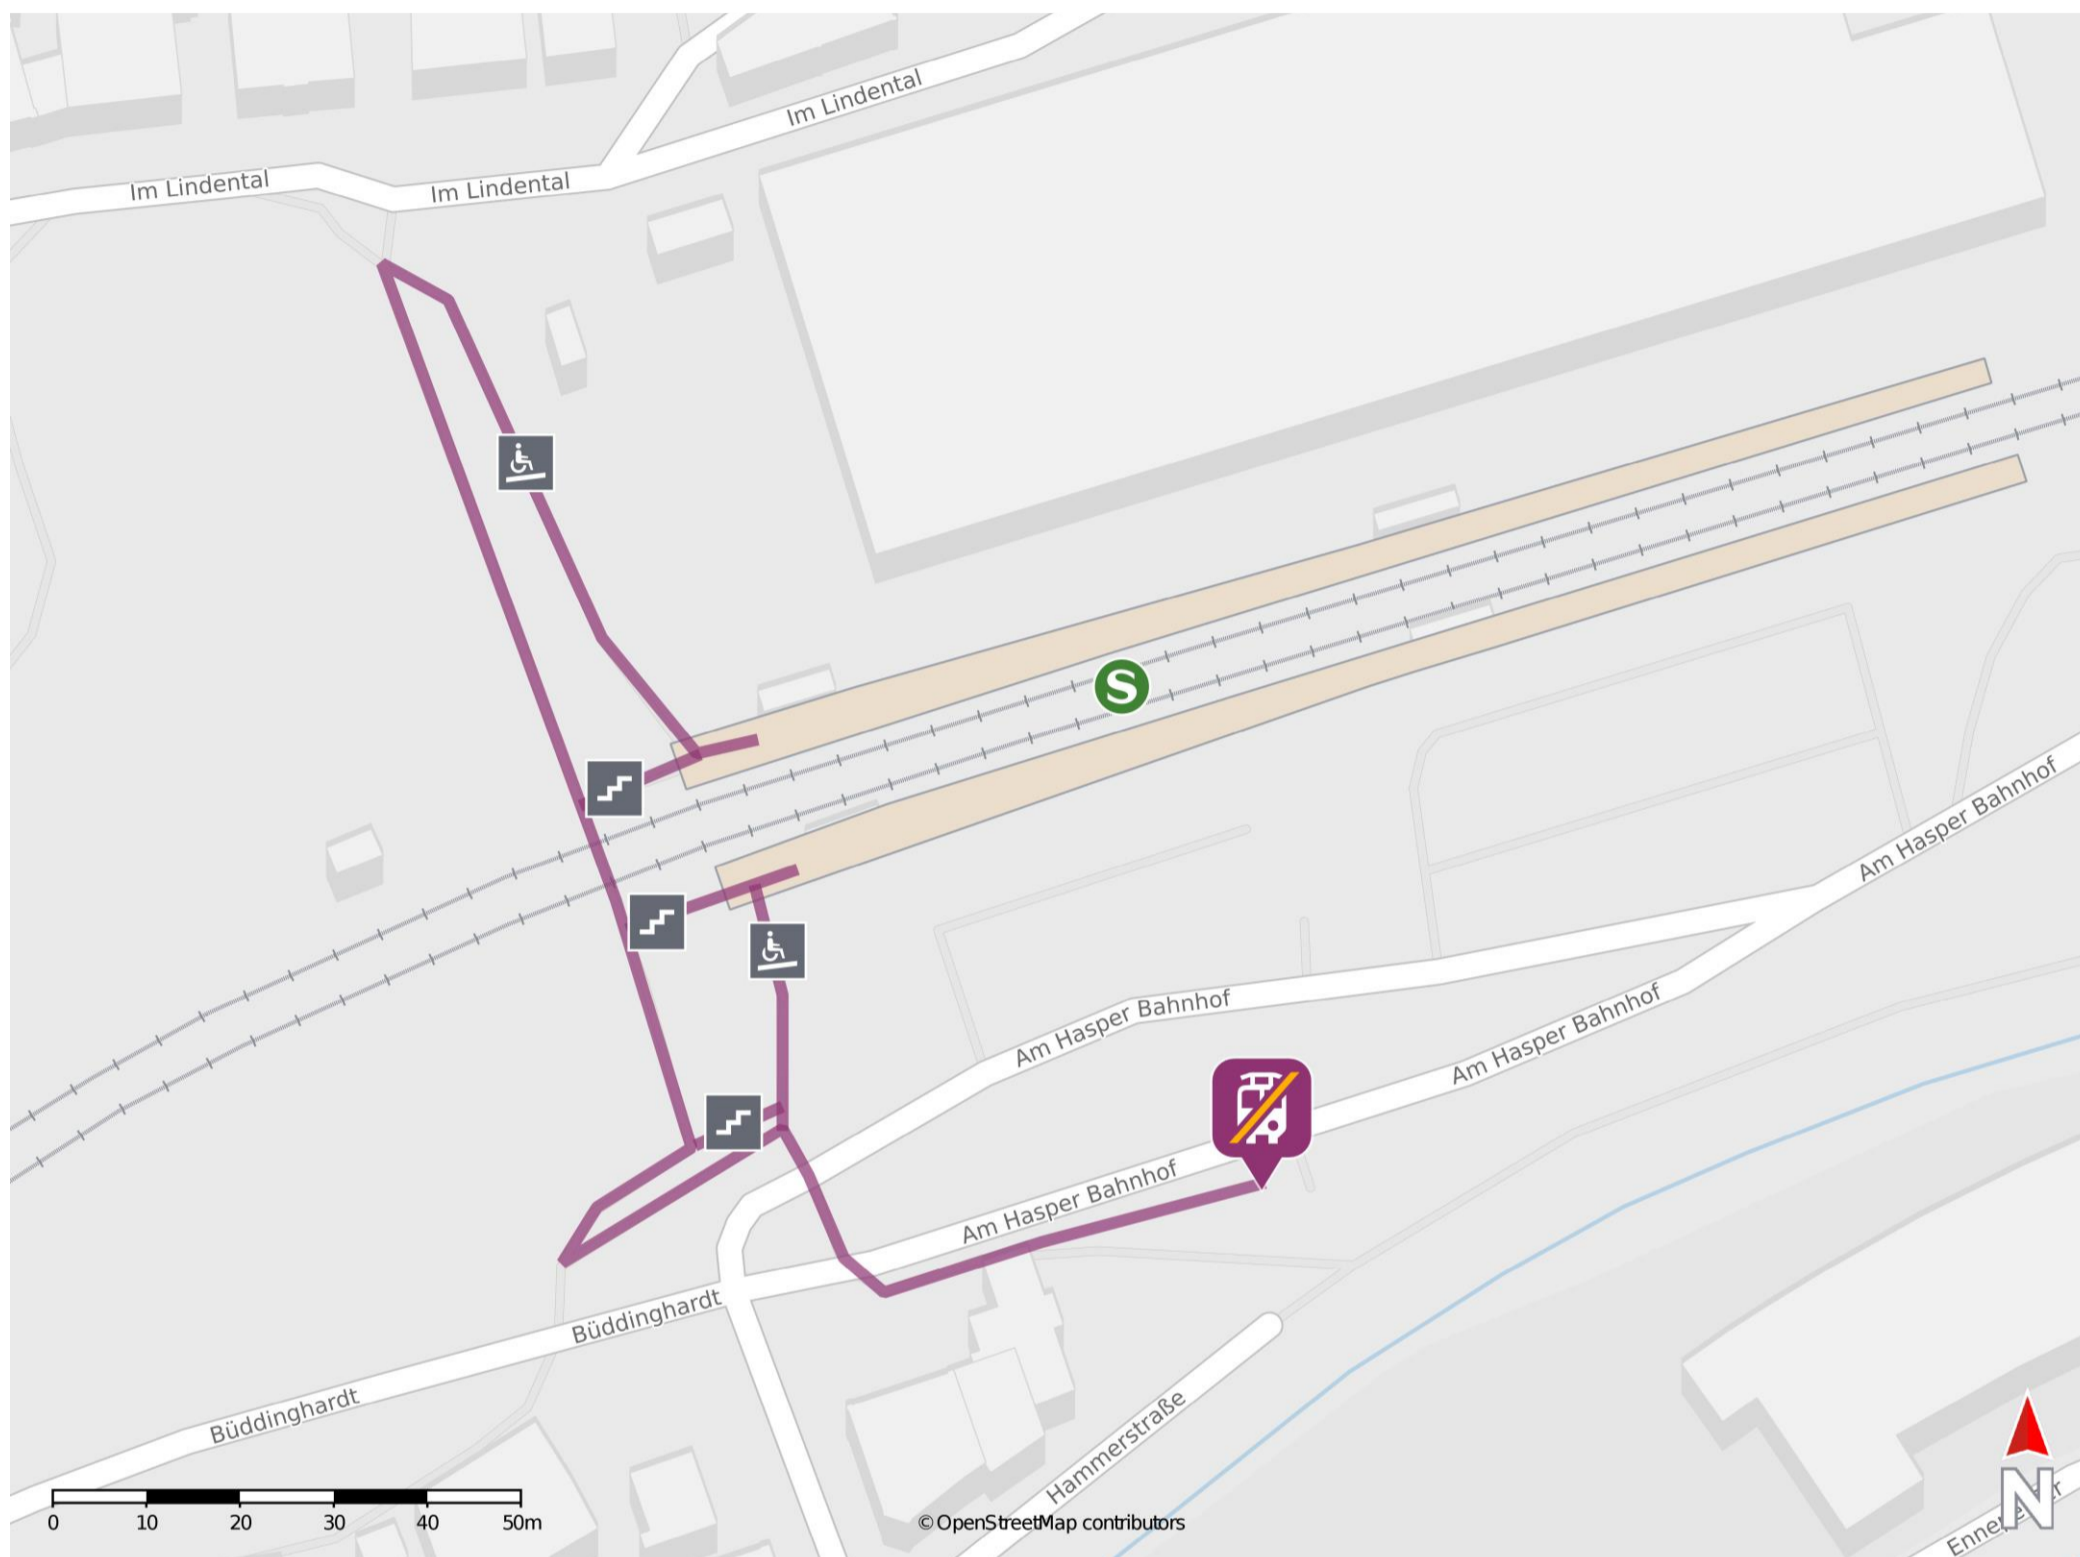 Im Lindental
Im Lindental
Im Lindental
S
Am Hasper Bahnhof
Am Hasper Bahnhof
Am Hasper Bahnhof
Am Hasper Bahnhof
Büddinghardt
Büddinghardt
Hammerstraße
N
0 10 20 30 40 50m
© OpenStreetMap contributors